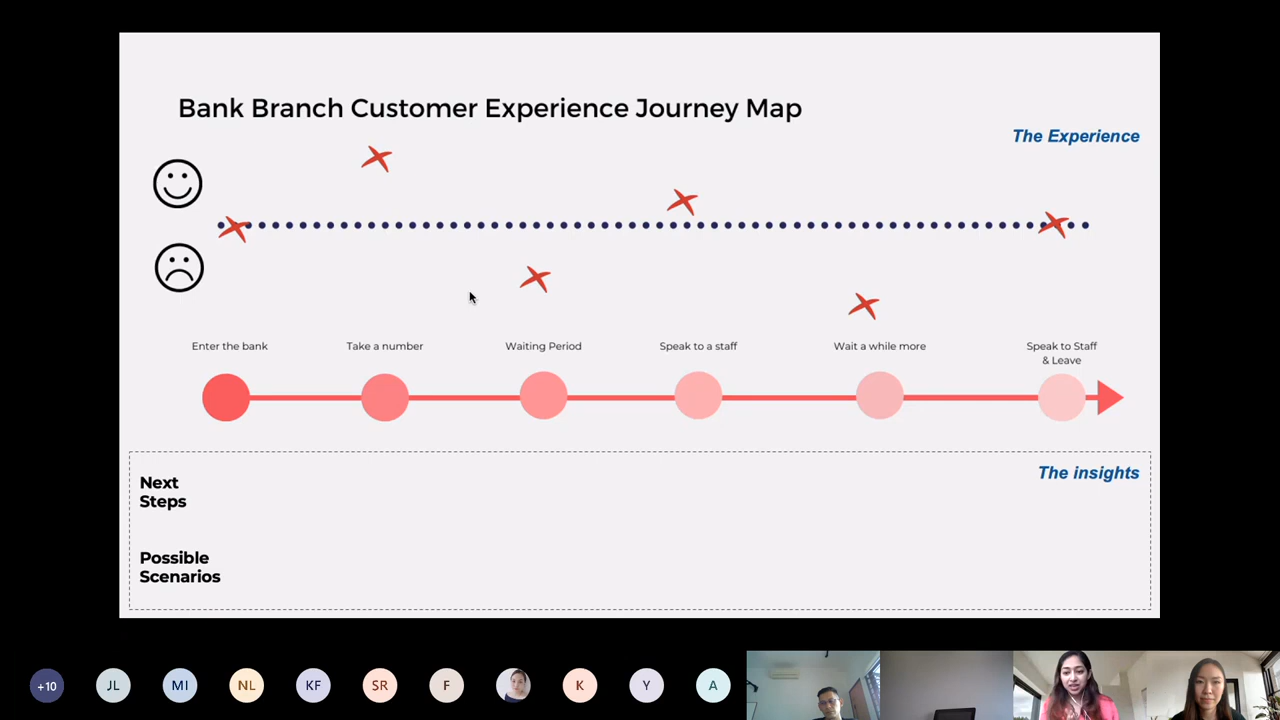 Bank Branch Customer Experience Journey Map
The Experience
Enter the bank
Take a number
Waiting Period
Speak to a staff
Wait a while more
Speak to Staff
& Leave
The insights
Next
Steps
Possible
Scenarios
+10
JL
MI
NL
KF
SR
F
K
Y
A